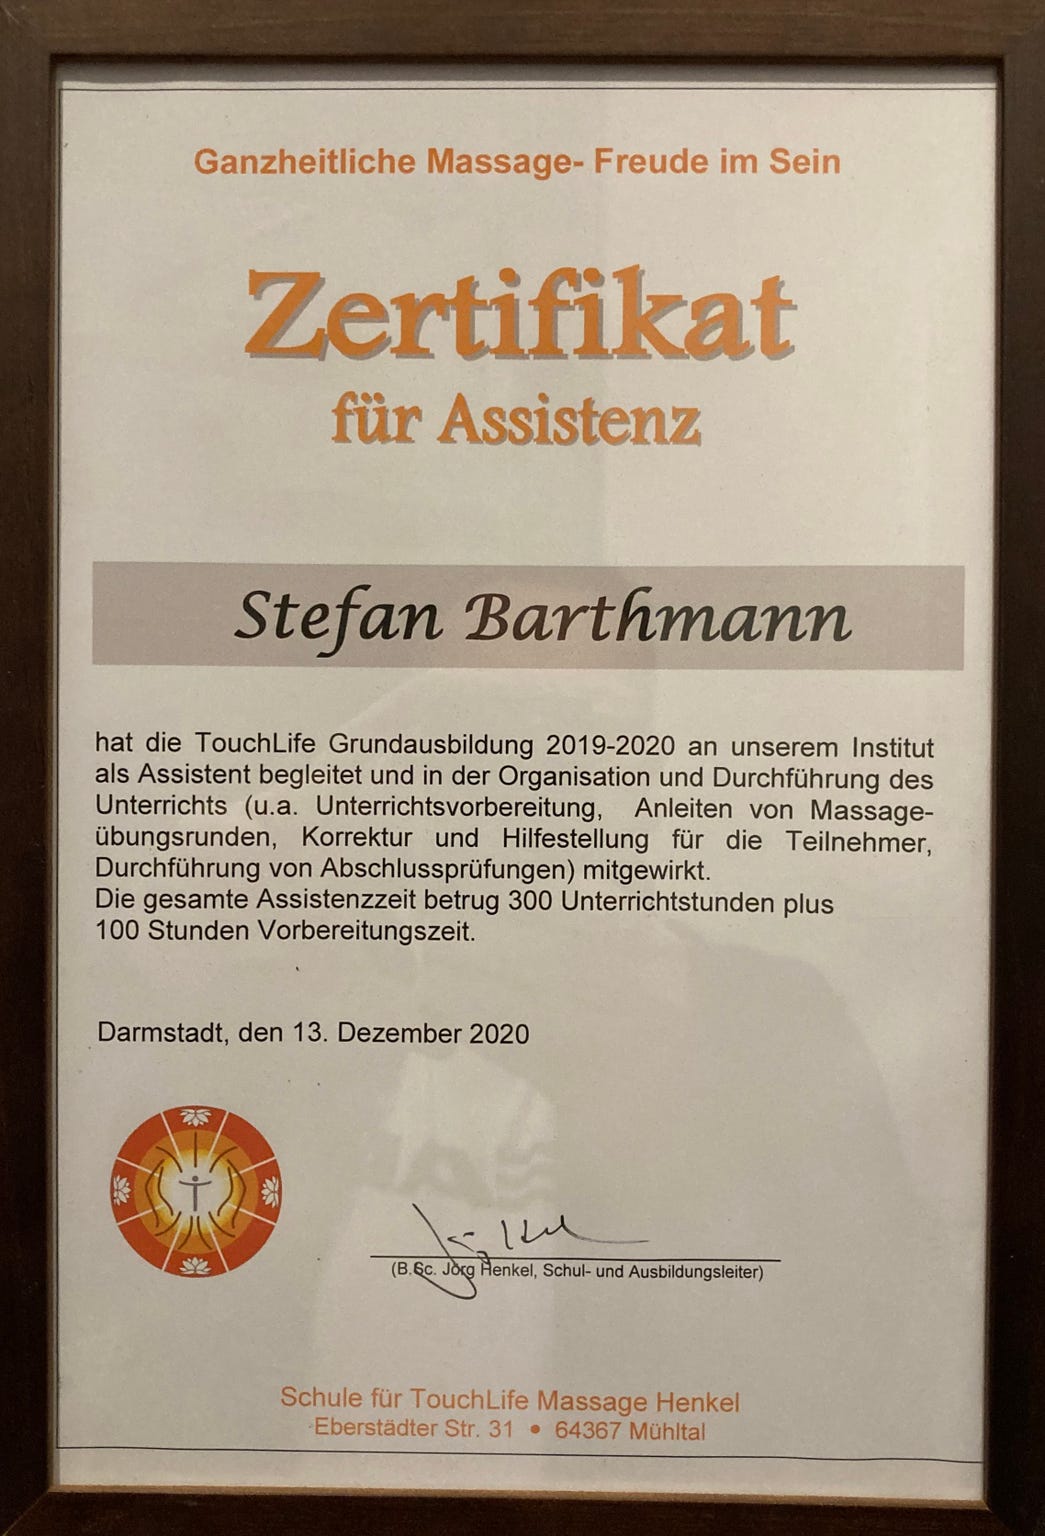 Ganzheitliche Massage- Freude im Sein
Zertifikat
für Assistenz
Stefan Barthmann
hat die TouchLife Grundausbildung 2019-2020 an unserem Institut
als Assistent begleitet und in der Organisation und Durchführung des
Unterrichts (u.a. Unterrichtsvorbereitung, Anleiten von Massage-
übungsrunden, Korrektur und Hilfestellung für die Teilnehmer,
Durchführung von Abschlussprüfungen) mitgewirkt.
Die gesamte Assistenzzeit betrug 300 Unterrichtstunden plus
100 Stunden Vorbereitungszeit.
Darmstadt, den 13. Dezember 2020
(B.Sc. Jörg Henkel, Schul- und Ausbildungsleiter)
Schule für TouchLife Massage Henkel
Eberstädter Str. 31 • 64367 Mühltal